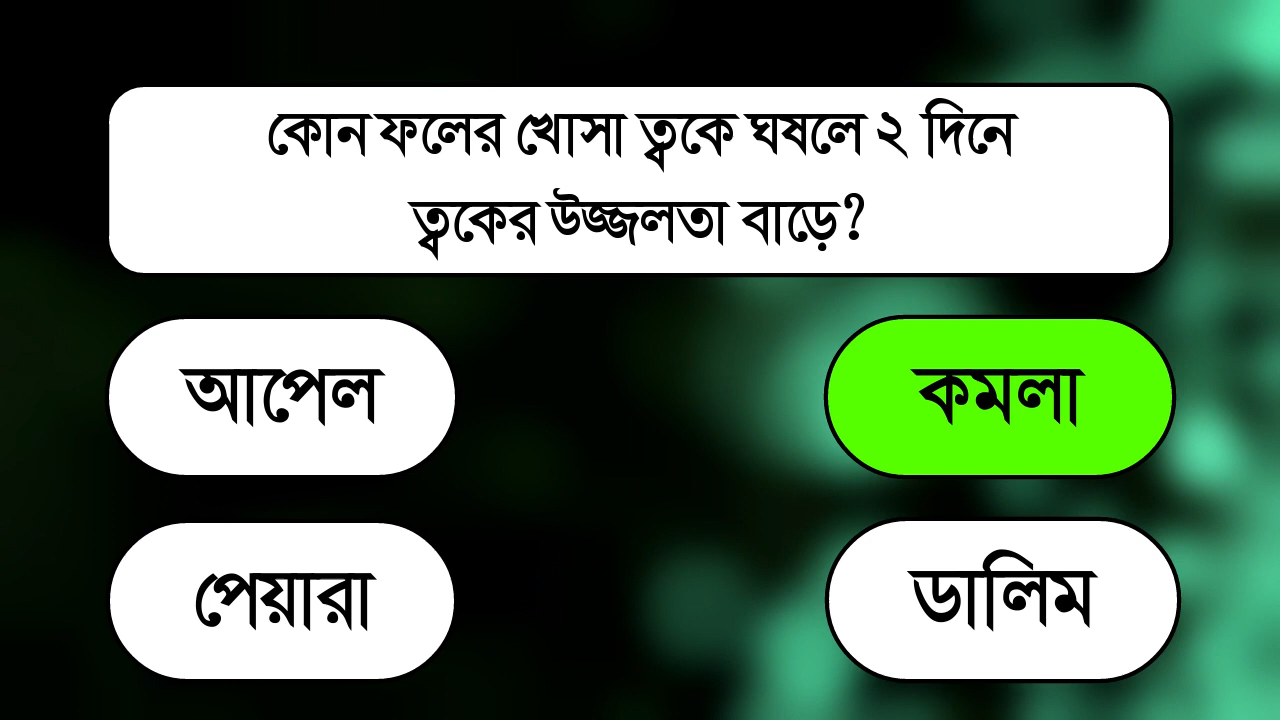 কোন ফলের খোসা ত্বকে ঘষলে ২ দিনে
ত্বকের উজ্জলতা বাড়ে?
আপেল
কমলা
পেয়ারা
ডালিম